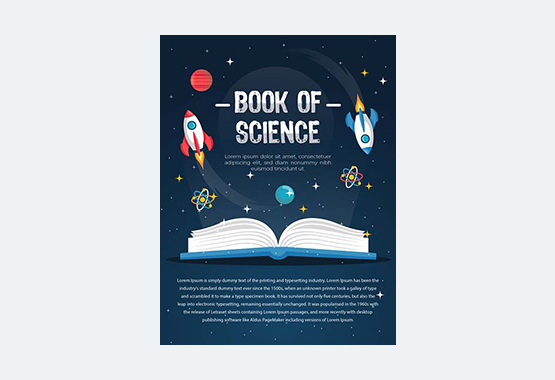 BOOK OF
SCIENCE
Lorem ipsum dolor sit amet, consectetuer
adipiscing elit, sed diam nonummy nibh
euismod tincidunt ut
Lorem Ipsum is simply dummy text of the printing and typesetting industry. Lorem
Ipsum has been the industry's standard dummy text ever since the 1500s, when an
unknown printer took a galley of type and scrambled it to make a type specimen book.
It has survived not only five centuries, but also the leap into electronic typesetting,
remaining essentially unchanged. It was popularised in the 1960s with the release of
Letraset sheets containing Lorem Ipsum passages, and more recently with desktop
publishing software like Aldus PageMaker including versions of Lorem Ipsum.